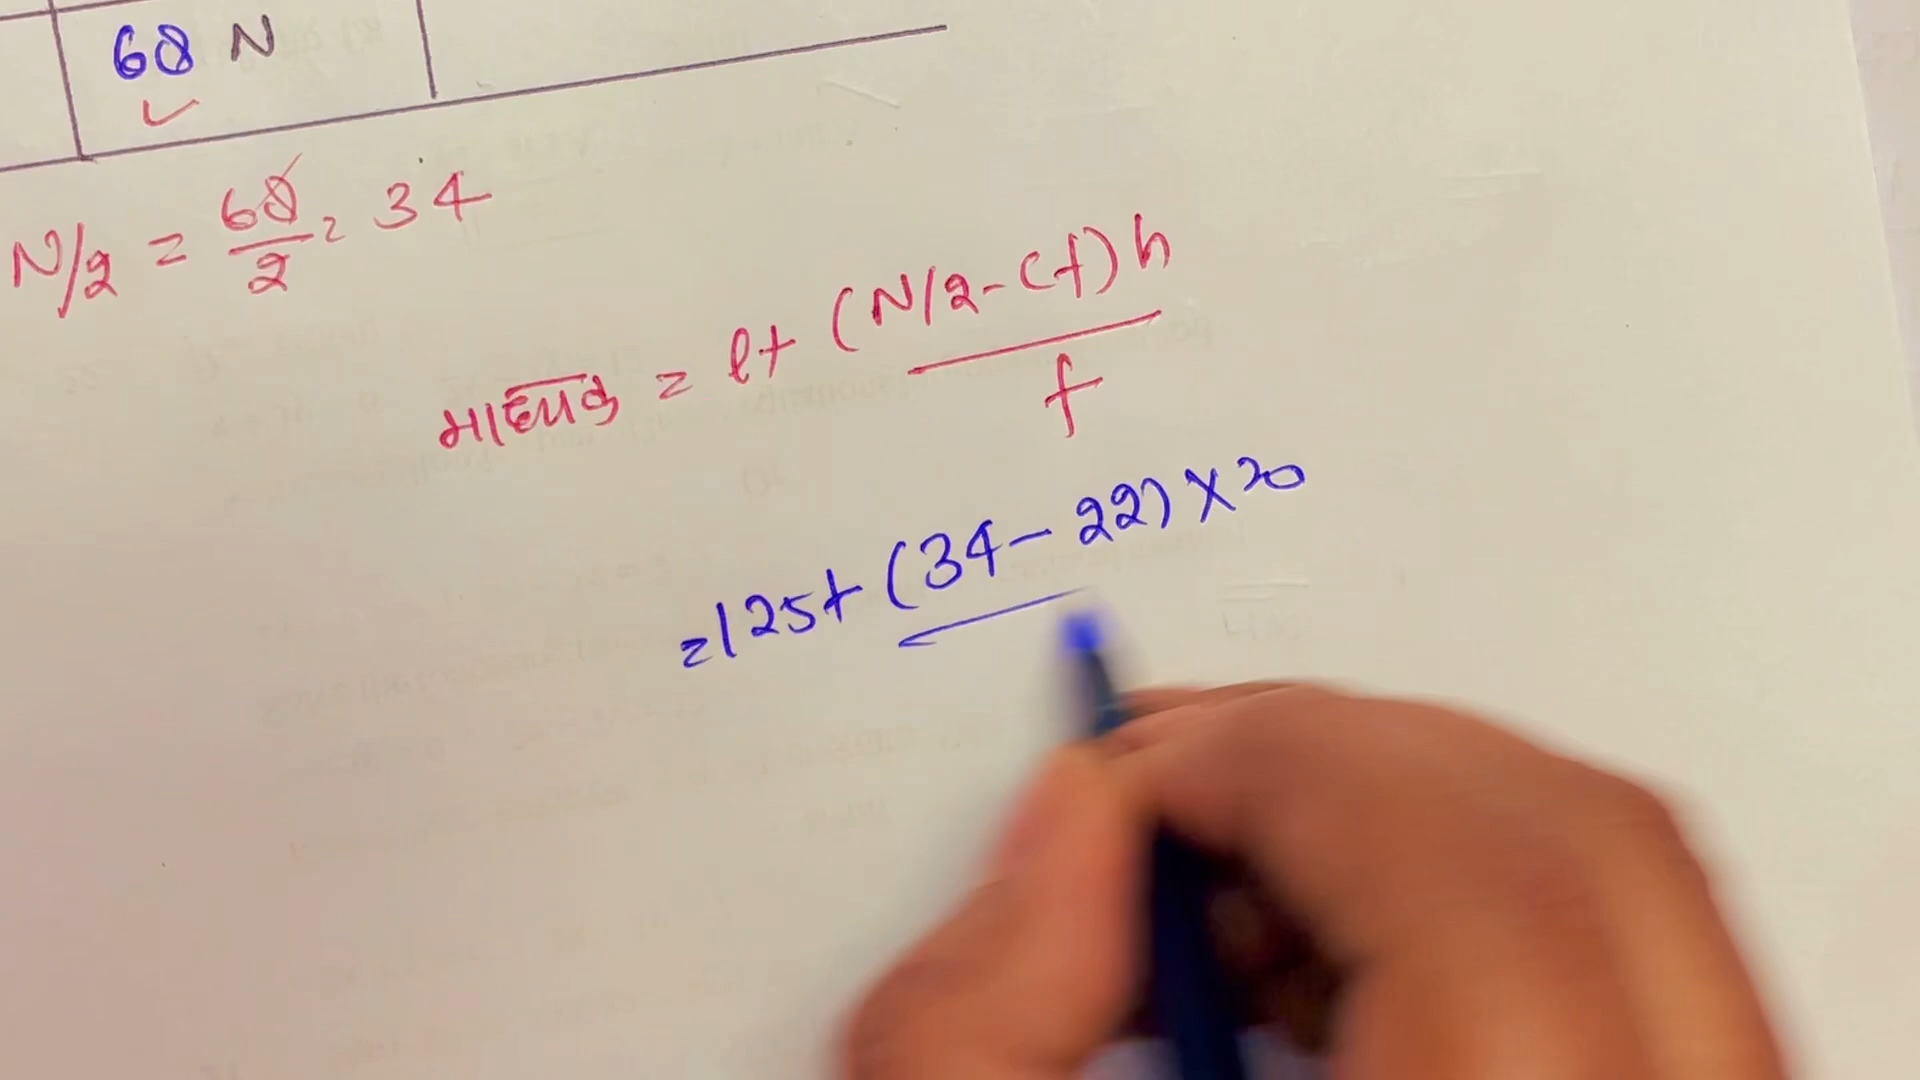 68 N
N/2 = 68/2 = 34
माध्यक = l+ (N/2-cf)h/f
=125+ (34-22)×20